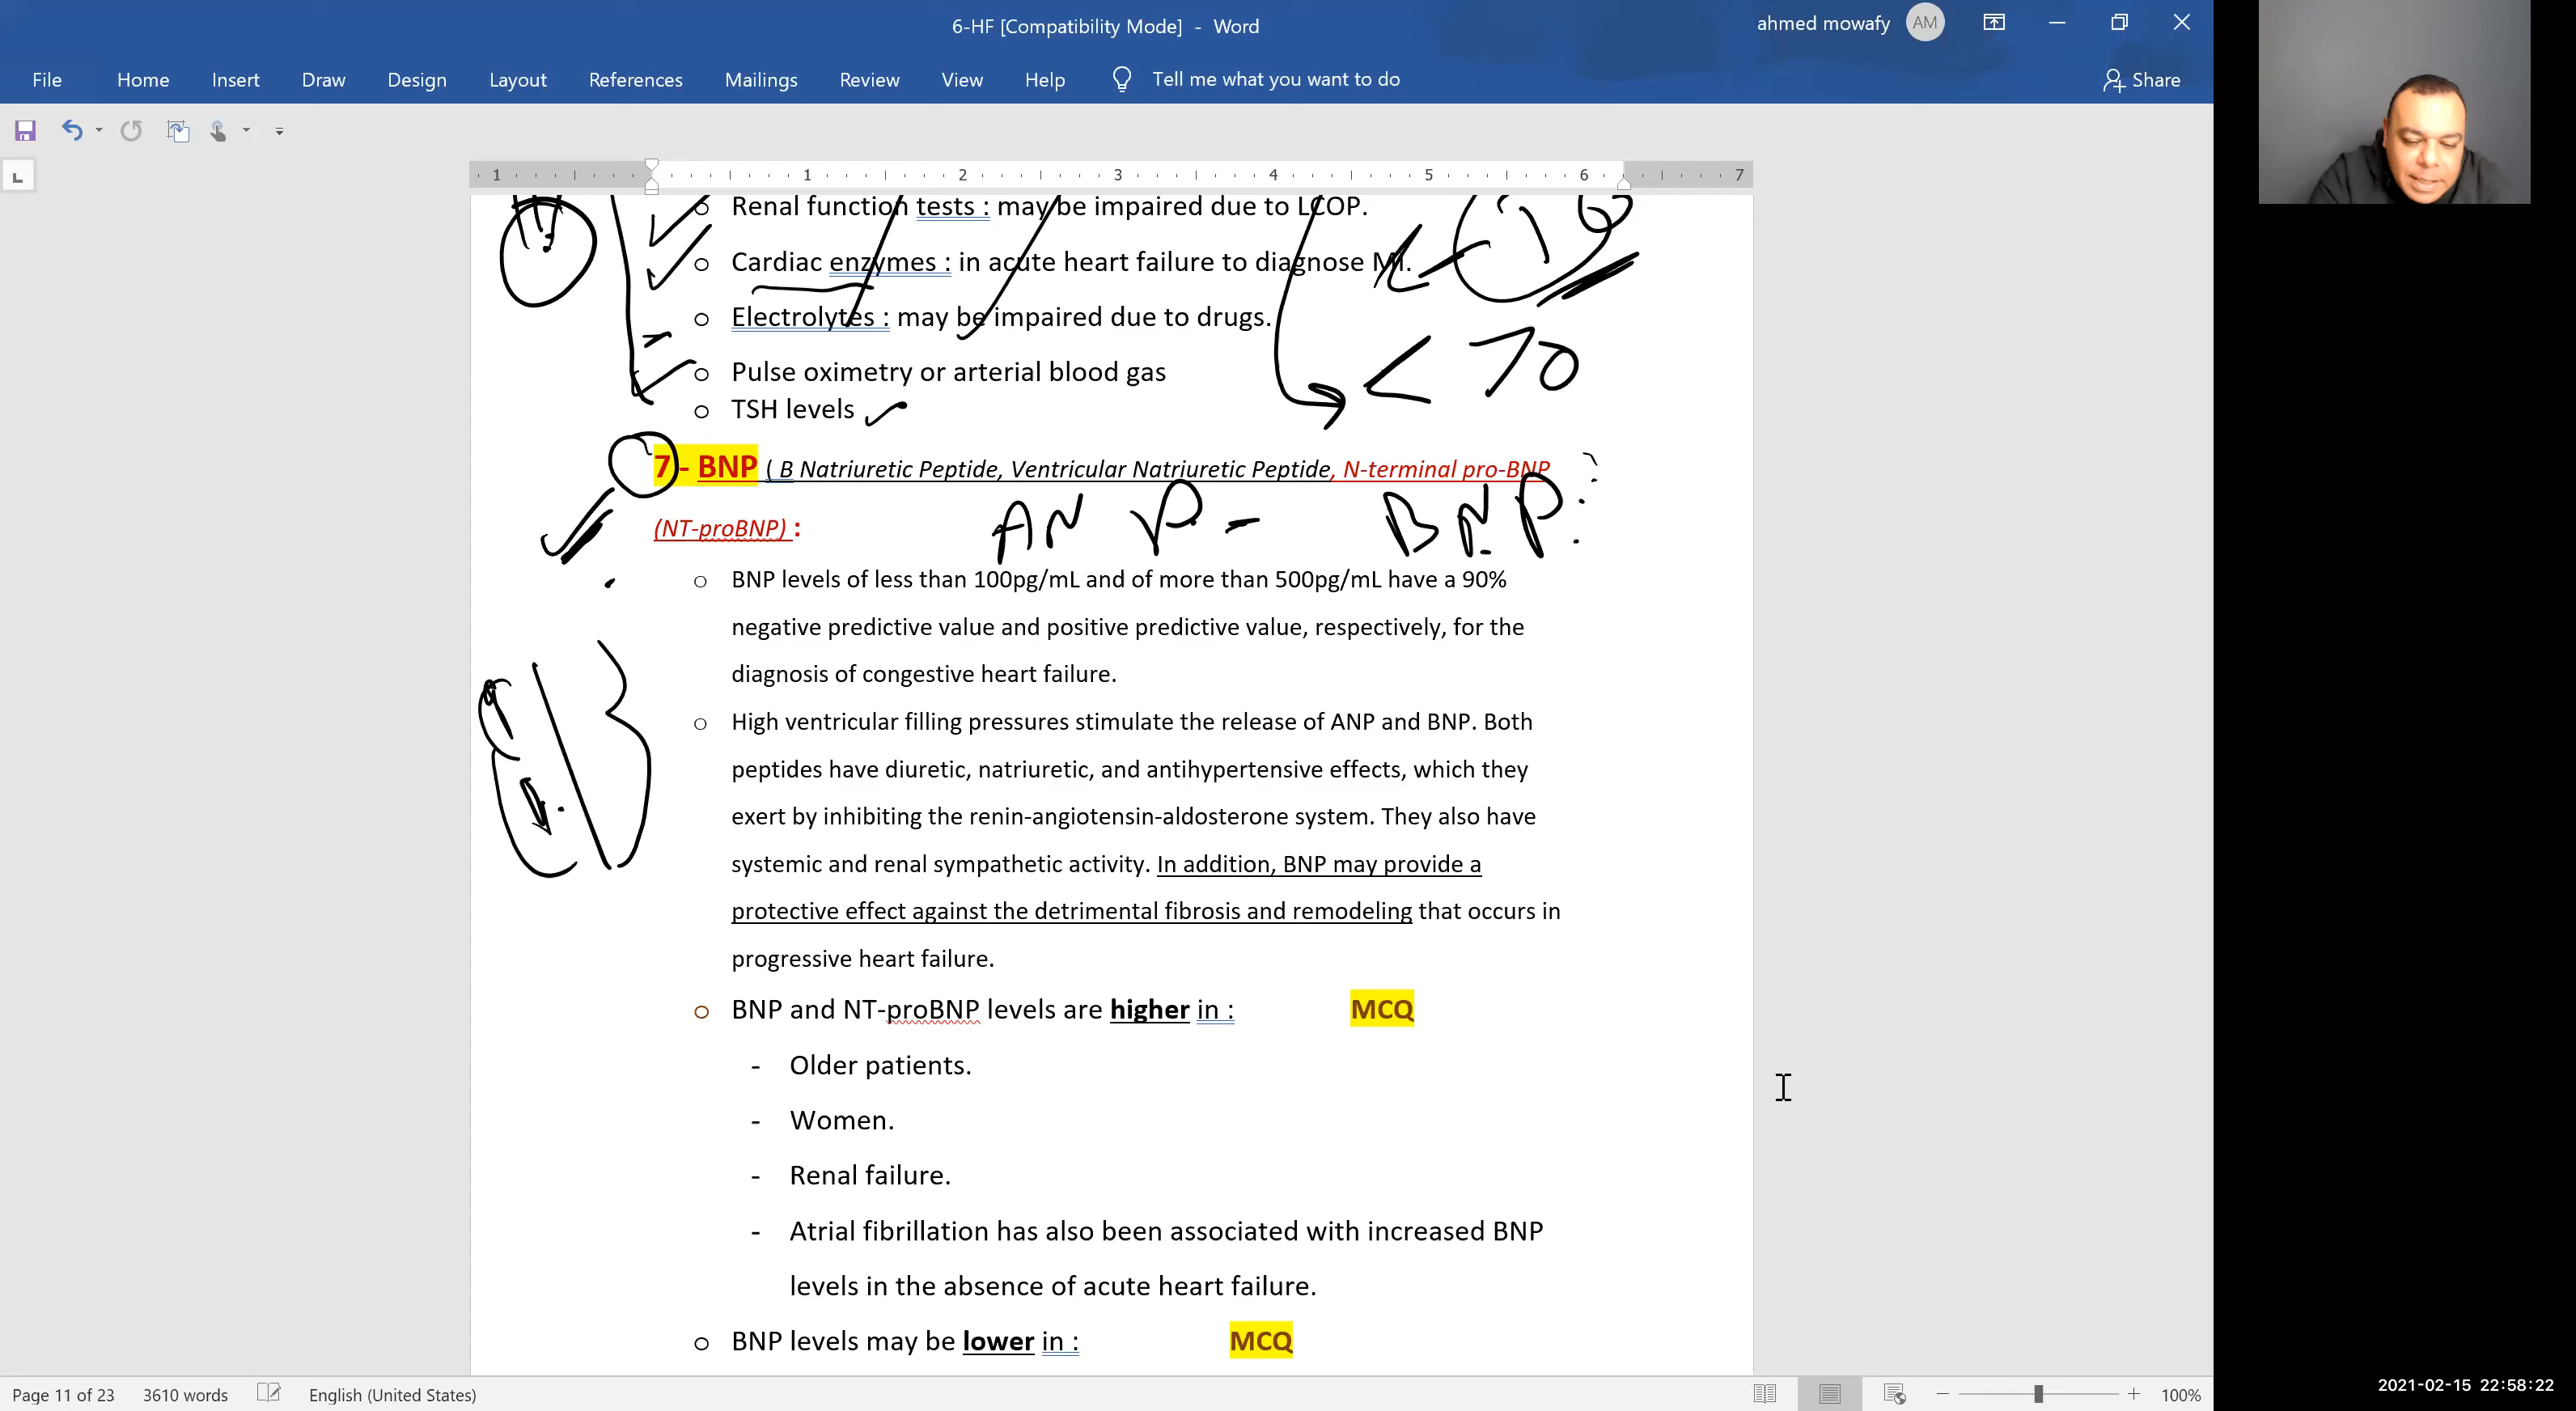 6-HF [Compatibility Mode] - Word
ahmed mowafy AM
File Home Insert Draw Design Layout References Mailings Review View Help Tell me what you want to do Share
1 1 2 3 4 5 6 7
o Renal function tests : may be impaired due to LCOP.
o Cardiac enzymes : in acute heart failure to diagnose MI.
o Electrolytes : may be impaired due to drugs.
< 70
o Pulse oximetry or arterial blood gas
o TSH levels
7- BNP ( B Natriuretic Peptide, Ventricular Natriuretic Peptide, N-terminal pro-BNP
(NT-proBNP) :
ANP - BNP
o BNP levels of less than 100pg/mL and of more than 500pg/mL have a 90%
negative predictive value and positive predictive value, respectively, for the
diagnosis of congestive heart failure.
o High ventricular filling pressures stimulate the release of ANP and BNP. Both
peptides have diuretic, natriuretic, and antihypertensive effects, which they
exert by inhibiting the renin-angiotensin-aldosterone system. They also have
systemic and renal sympathetic activity. In addition, BNP may provide a
protective effect against the detrimental fibrosis and remodeling that occurs in
progressive heart failure.
o BNP and NT-proBNP levels are higher in : MCQ
- Older patients.
- Women.
- Renal failure.
- Atrial fibrillation has also been associated with increased BNP
levels in the absence of acute heart failure.
o BNP levels may be lower in : MCQ
Page 11 of 23 3610 words English (United States) 100%
2021-02-15 22:58:22